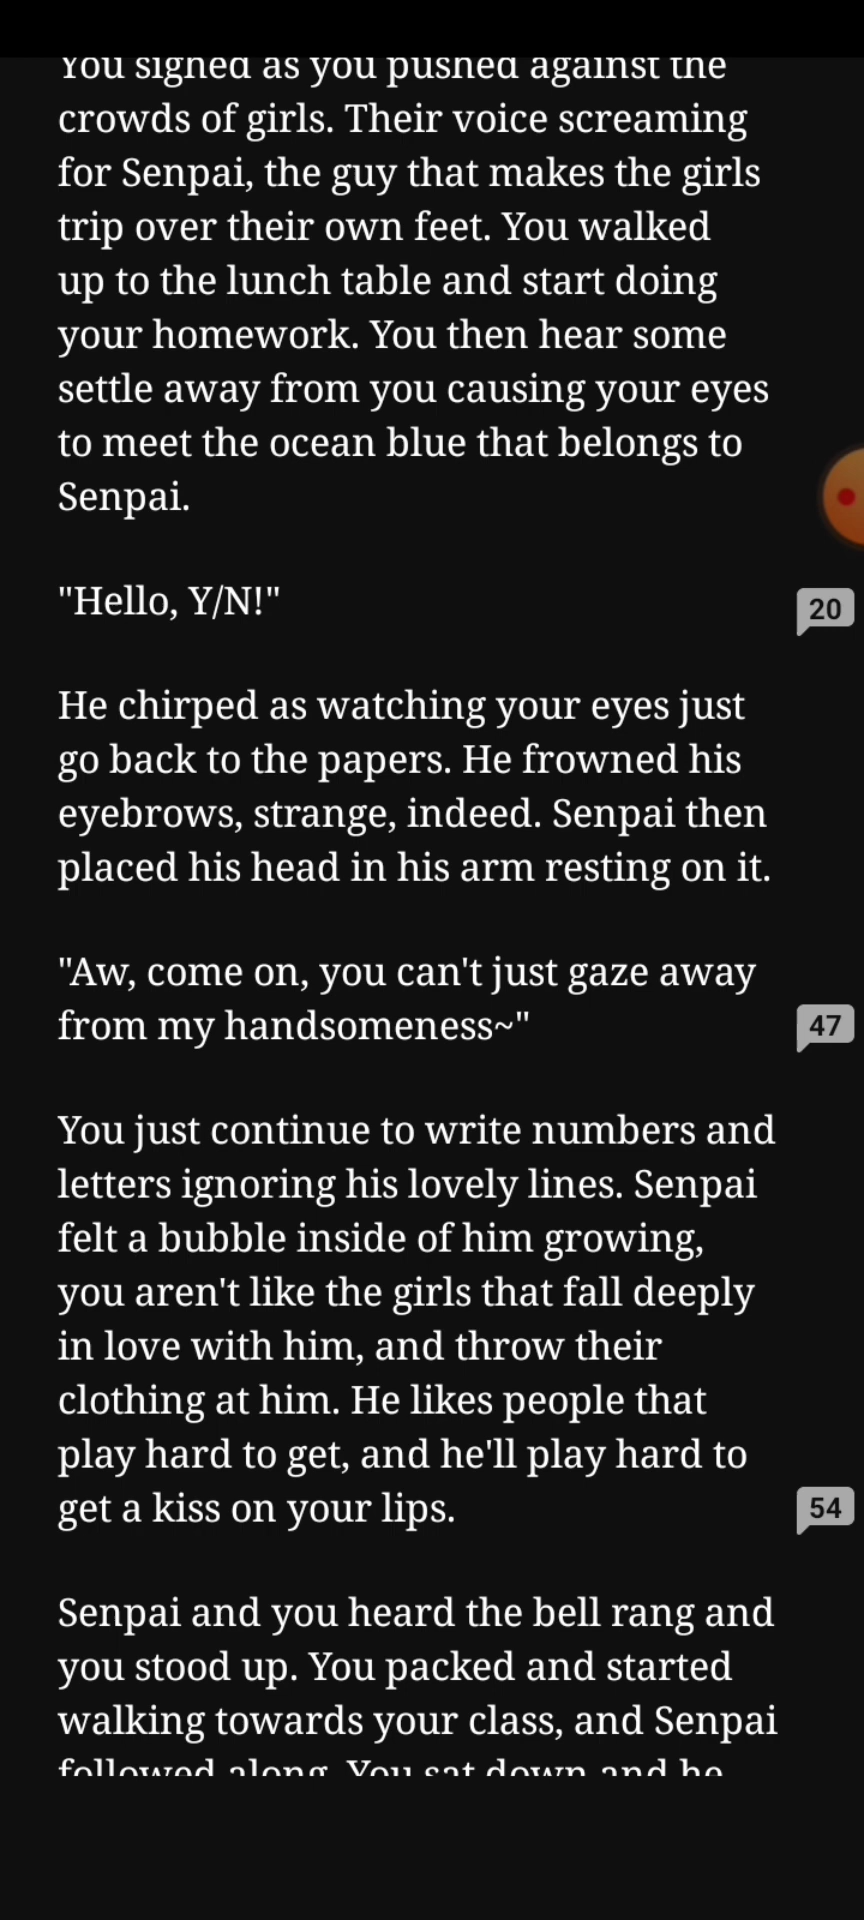 You sighed as you pushed against the
crowds of girls. Their voice screaming
for Senpai, the guy that makes the girls
trip over their own feet. You walked
up to the lunch table and start doing
your homework. You then hear some
settle away from you causing your eyes
to meet the ocean blue that belongs to
Senpai.
"Hello, Y/N!"
20
He chirped as watching your eyes just
go back to the papers. He frowned his
eyebrows, strange, indeed. Senpai then
placed his head in his arm resting on it.
"Aw, come on, you can't just gaze away
from my handsomeness~"
47
You just continue to write numbers and
letters ignoring his lovely lines. Senpai
felt a bubble inside of him growing,
you aren't like the girls that fall deeply
in love with him, and throw their
clothing at him. He likes people that
play hard to get, and he'll play hard to
get a kiss on your lips.
54
Senpai and you heard the bell rang and
you stood up. You packed and started
walking towards your class, and Senpai
followed along. You sat down and he